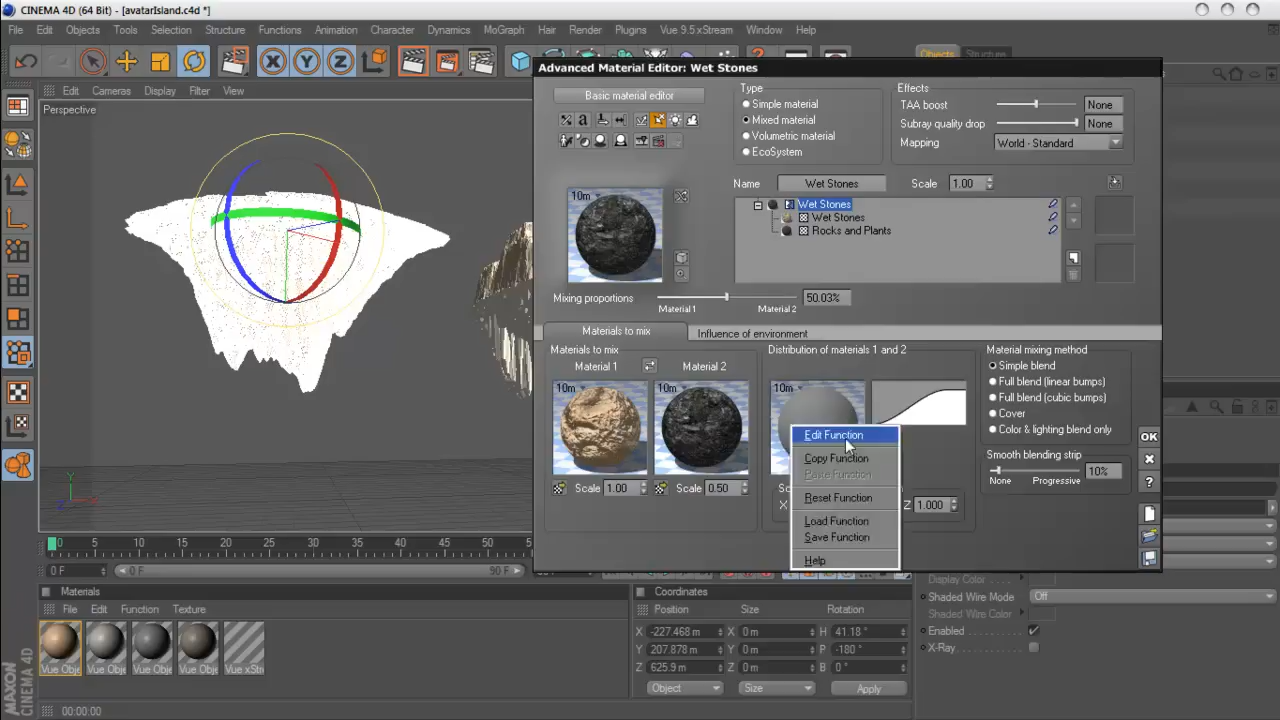 CINEMA 4D (64 Bit) - [avatarIsland.c4d *]
File Edit Objects Tools Selection Structure Functions Animation Character Dynamics MoGraph Hair Render Plugins Vue 9.5 xStream Window Help
X Y Z
Objects Structure
Edit Cameras Display Filter View
Perspective
Y
X
Z
Advanced Material Editor: Wet Stones
Basic material editor
Type
Simple material
Mixed material
Volumetric material
EcoSystem
Effects
TAA boost None
Subray quality drop None
Mapping World - Standard
Name Wet Stones Scale 1.00
10m
Wet Stones
Wet Stones
Rocks and Plants
Mixing proportions 50.03%
Material 1 Material 2
Materials to mix Influence of environment
Materials to mix
Material 1 Material 2
10m 10m
Scale 1.00 Scale 0.50
Distribution of materials 1 and 2
10m
X Z 1.000
Edit Function
Copy Function
Paste Function
Reset Function
Load Function
Save Function
Help
Material mixing method
Simple blend
Full blend (linear bumps)
Full blend (cubic bumps)
Cover
Color & lighting blend only
Smooth blending strip
10%
None Progressive
OK
?
0 5 10 15 20 25 30 35 40 45 50
0 F 0 F 90 F
Materials
File Edit Function Texture
Vue Obje Vue Obje Vue Obje Vue Obje Vue xStr
Coordinates
Position Size Rotation
X -227.468 m X 0 m H 41.18 °
Y 207.878 m Y 0 m P -180 °
Z 625.9 m Z 0 m B 0 °
Object Size Apply
Display Color
Shaded Wire Mode Off
Shaded Wire Color
Enabled
X-Ray
MAXON
CINEMA 4D
00:00:00